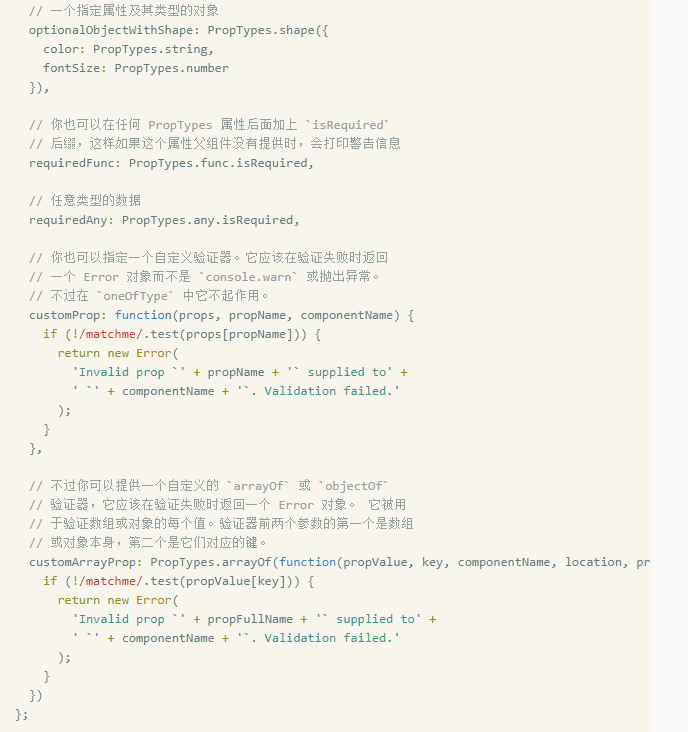 // 一个指定属性及其类型的对象
optionalObjectWithShape: PropTypes.shape({
color: PropTypes.string,
fontSize: PropTypes.number
}),
// 你也可以在任何 PropTypes 属性后面加上 `isRequired`
// 后缀，这样如果这个属性父组件没有提供时，会打印警告信息
requiredFunc: PropTypes.func.isRequired,
// 任意类型的数据
requiredAny: PropTypes.any.isRequired,
// 你也可以指定一个自定义验证器。它应该在验证失败时返回
// 一个 Error 对象而不是 `console.warn` 或抛出异常。
// 不过在 `oneOfType` 中它不起作用。
customProp: function(props, propName, componentName) {
if (!/matchme/.test(props[propName])) {
return new Error(
'Invalid prop `' + propName + '` supplied to' +
' `' + componentName + '`. Validation failed.'
);
}
},
// 不过你可以提供一个自定义的 `arrayOf` 或 `objectOf`
// 验证器，它应该在验证失败时返回一个 Error 对象。 它被用
// 于验证数组或对象的每个值。验证器前两个参数的第一个是数组
// 或对象本身，第二个是它们对应的键。
customArrayProp: PropTypes.arrayOf(function(propValue, key, componentName, location, pr
if (!/matchme/.test(propValue[key])) {
return new Error(
'Invalid prop `' + propFullName + '` supplied to' +
' `' + componentName + '`. Validation failed.'
);
}
})
};